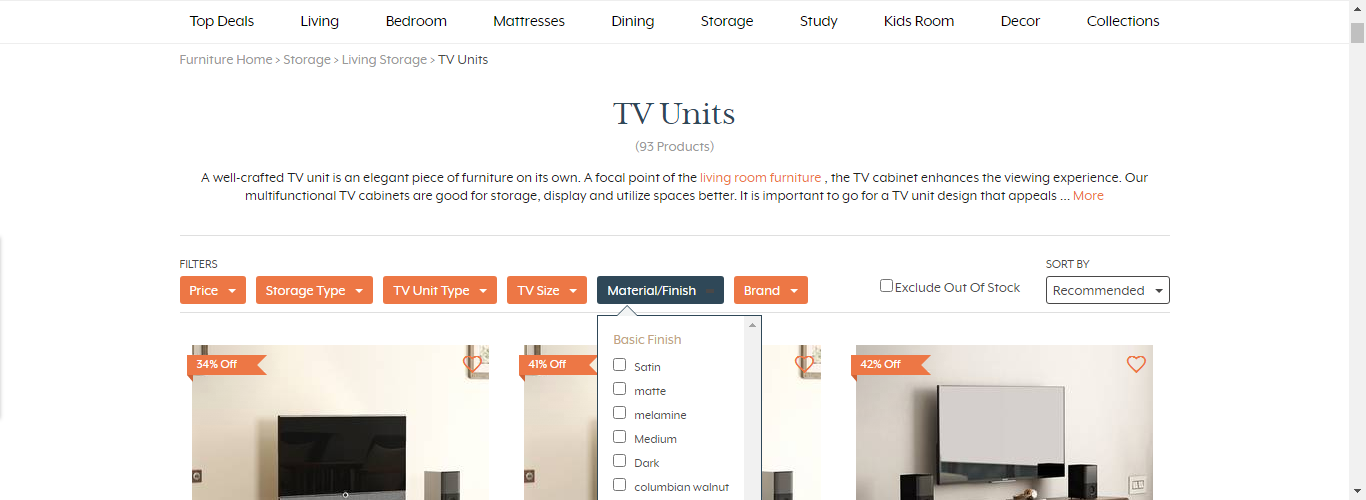 Top Deals Living Bedroom Mattresses Dining Storage Study Kids Room Decor Collections
Furniture Home > Storage > Living Storage > TV Units
TV Units
(93 Products)
A well-crafted TV unit is an elegant piece of furniture on its own. A focal point of the living room furniture , the TV cabinet enhances the viewing experience. Our
multifunctional TV cabinets are good for storage, display and utilize spaces better. It is important to go for a TV unit design that appeals ... More
FILTERS
SORT BY
Price Storage Type TV Unit Type TV Size Material/Finish Brand
Exclude Out Of Stock
Recommended
Basic Finish
Satin
matte
melamine
Medium
Dark
columbian walnut
34% Off
41% Off
42% Off